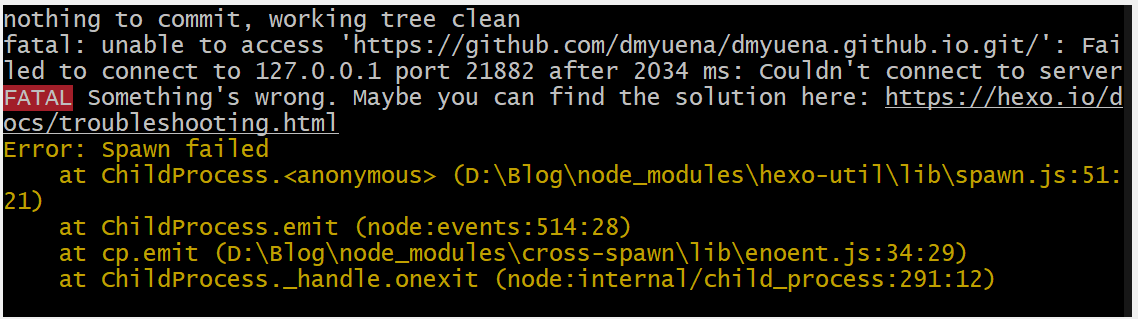 nothing to commit, working tree clean
fatal: unable to access 'https://github.com/dmyuena/dmyuena.github.io.git/': Fai
led to connect to 127.0.0.1 port 21882 after 2034 ms: Couldn't connect to server
FATAL Something's wrong. Maybe you can find the solution here: https://hexo.io/d
ocs/troubleshooting.html
Error: Spawn failed
    at ChildProcess.<anonymous> (D:\Blog\node_modules\hexo-util\lib\spawn.js:51:
21)
    at ChildProcess.emit (node:events:514:28)
    at cp.emit (D:\Blog\node_modules\cross-spawn\lib\enoent.js:34:29)
    at ChildProcess._handle.onexit (node:internal/child_process:291:12)